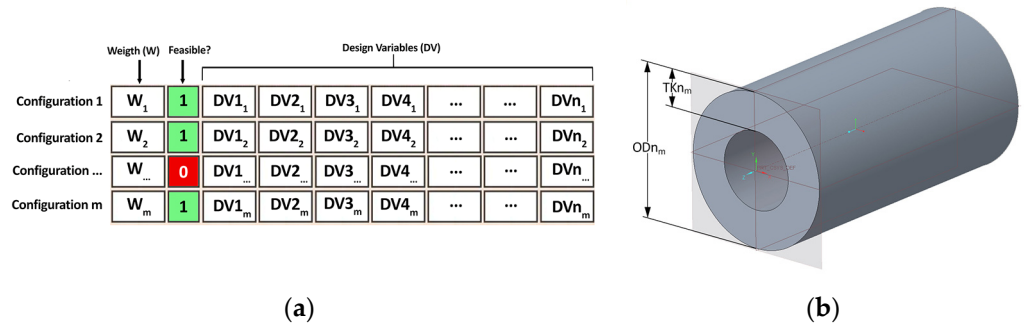 Weigth (W) Feasible? Design Variables (DV)
Configuration 1 W1 1 DV11 DV21 DV31 DV41 ... ... DVn1
Configuration 2 W2 1 DV12 DV22 DV32 DV42 ... ... DVn2
Configuration ... W... 0 DV1... DV2... DV3... DV4... ... ... DVn...
Configuration m Wm 1 DV1m DV2m DV3m DV4m ... ... DVnm
(a)
TKnm
ODnm
(b)